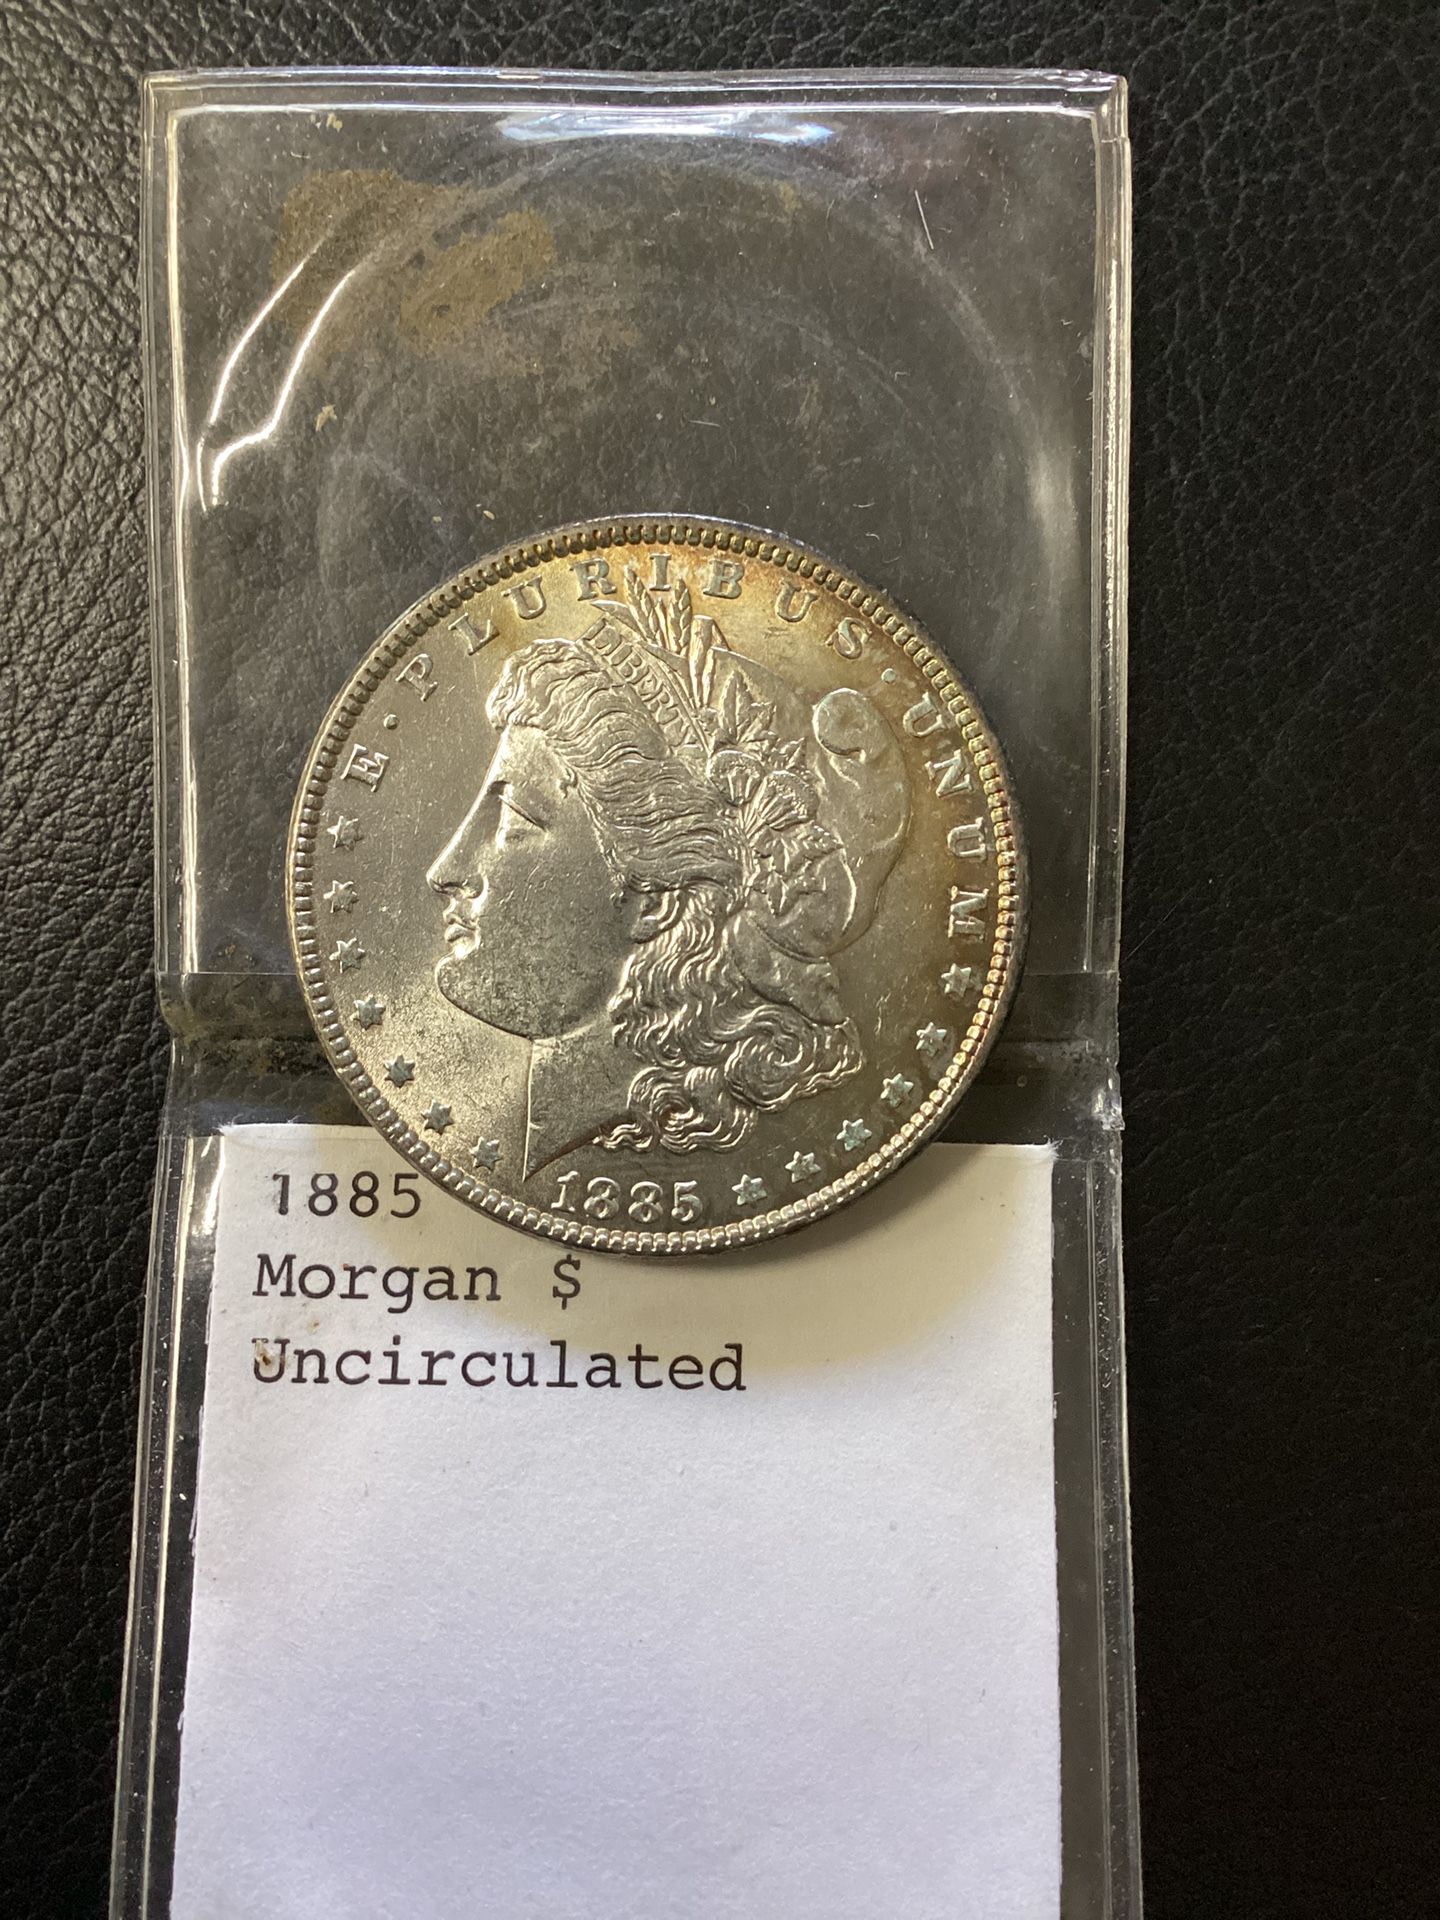 E · PLURIBUS · UNUM
LIBERTY
1885
1885
Morgan $
Uncirculated